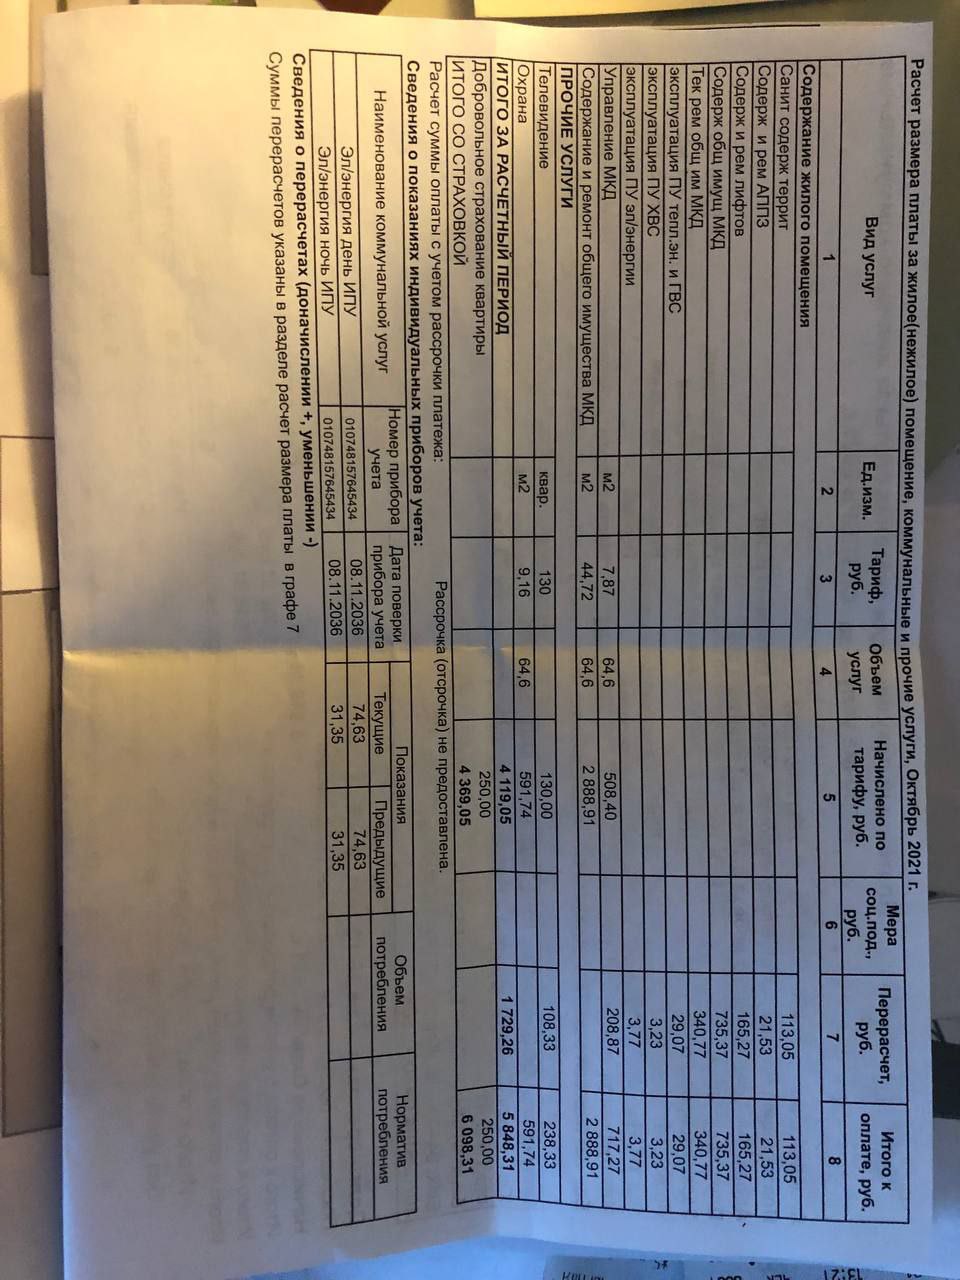 Расчет размера платы за жилое(нежилое) помещение, коммунальные и прочие услуги, Октябрь 2021 г.
Вид услуг Ед.изм. Тариф, руб. Объем услуг Начислено по тарифу, руб. Мера соц.под., руб. Перерасчет, руб. Итого к оплате, руб.
1 2 3 4 5 6 7 8
Содержание жилого помещения
Санит содерж террит 113,05 113,05
Содерж и рем АППЗ 21,53 21,53
Содерж и рем лифтов 165,27 165,27
Содерж общ имущ МКД 735,37 735,37
Тек рем общ им МКД 340,77 340,77
эксплуатация ПУ тепл.эн. и ГВС 29,07 29,07
эксплуатация ПУ ХВС 3,23 3,23
эксплуатация ПУ эл/энергии 3,77 3,77
Управление МКД м2 7,87 64,6 508,40 208,87 717,27
Содержание и ремонт общего имущества МКД м2 44,72 64,6 2 888,91 2 888,91
ПРОЧИЕ УСЛУГИ
Телевидение квар. 130 130,00 108,33 238,33
Охрана м2 9,16 64,6 591,74 591,74
ИТОГО ЗА РАСЧЕТНЫЙ ПЕРИОД 4 119,05 1 729,26 5 848,31
Добровольное страхование квартиры 250,00 250,00
ИТОГО СО СТРАХОВКОЙ 4 369,05 6 098,31
Расчет суммы оплаты с учетом рассрочки платежа: Рассрочка (отсрочка) не предоставлена.
Сведения о показаниях индивидуальных приборов учета:
Наименование коммунальной услуг Номер прибора учета Дата поверки прибора учета Показания Объем потребления Норматив потребления
Текущие Предыдущие
Эл/энергия день ИПУ 010748157645434 08.11.2036 74,63 74,63
Эл/энергия ночь ИПУ 010748157645434 08.11.2036 31,35 31,35
Сведения о перерасчетах (доначислении +, уменьшении -)
Суммы перерасчетов указаны в разделе расчет размера платы в графе 7
13:21